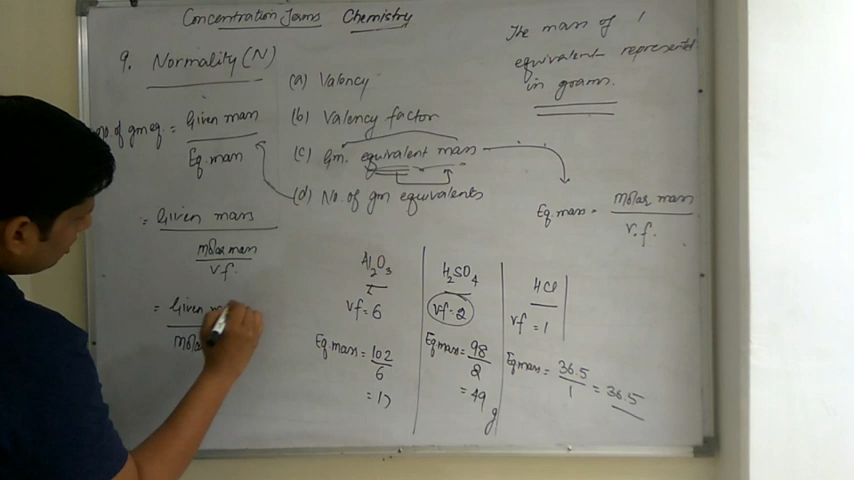 Concentration Terms Chemistry
9. Normality (N)
The mass of 1
equivalent represented
in grams.
(a) Valency
(b) Valency factor
(c) Gm. equivalent mass
(d) No. of gm equivalents
No. of gm eq. = Given mass
Eq. mass
= Given mass
Molar mass
V.f.
= Given m
Mola
Eq. mass = Molar mass
V.f.
Al2O3
Vf = 6
Eq. mass = 102
6
= 17
H2SO4
Vf = 2
Eq mass = 98
2
= 49
g
HCl
Vf = 1
Eq mass = 36.5
1
= 36.5